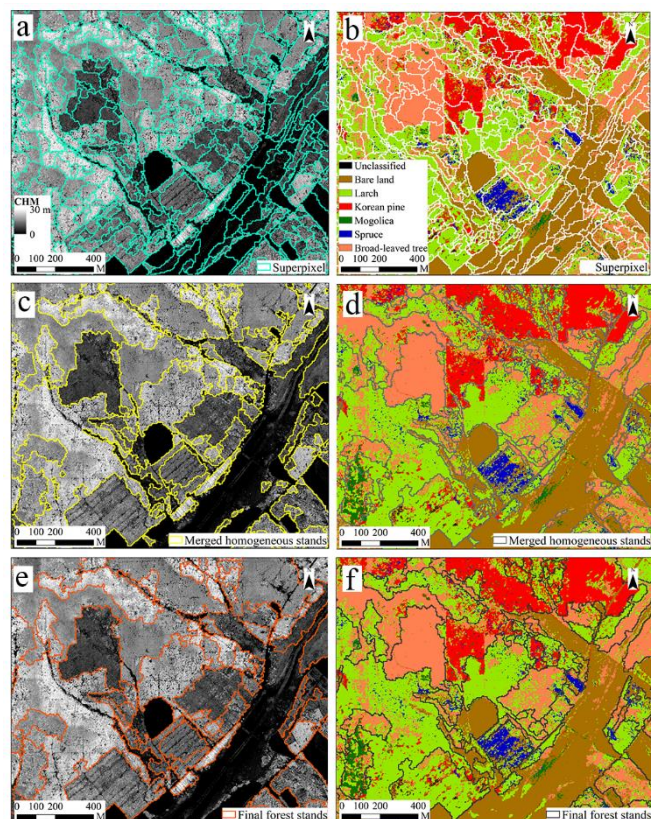 a
N
CHM
30 m
0
0 100 200 400
M
Superpixel
b
N
Unclassified
Bare land
Larch
Korean pine
Mogolica
Spruce
Broad-leaved tree
0 100 200 400
M
Superpixel
c
N
0 100 200 400
M
Merged homogeneous stands
d
N
0 100 200 400
M
Merged homogeneous stands
e
N
0 100 200 400
M
Final forest stands
f
N
0 100 200 400
M
Final forest stands